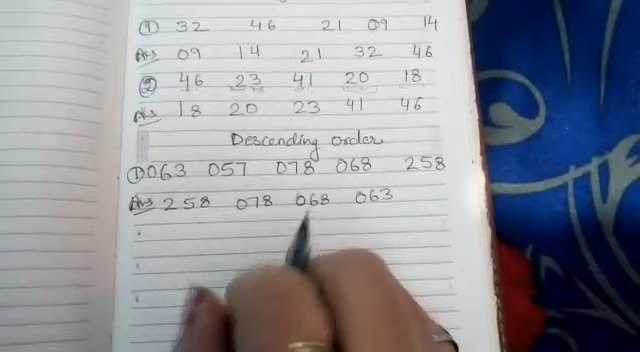 ① 32 46 21 09 14
Ans 09 14 21 32 46
② 46 23 41 20 18
Ans 18 20 23 41 46
Descending order
① 063 057 078 068 258
Ans 258 078 068 063